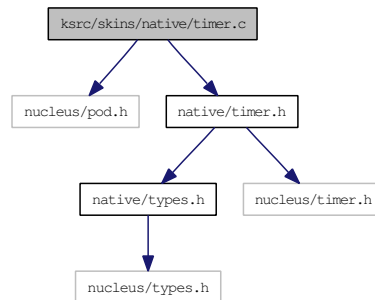 ksrc/skins/native/timer.c
nucleus/pod.h
native/timer.h
native/types.h
nucleus/timer.h
nucleus/types.h